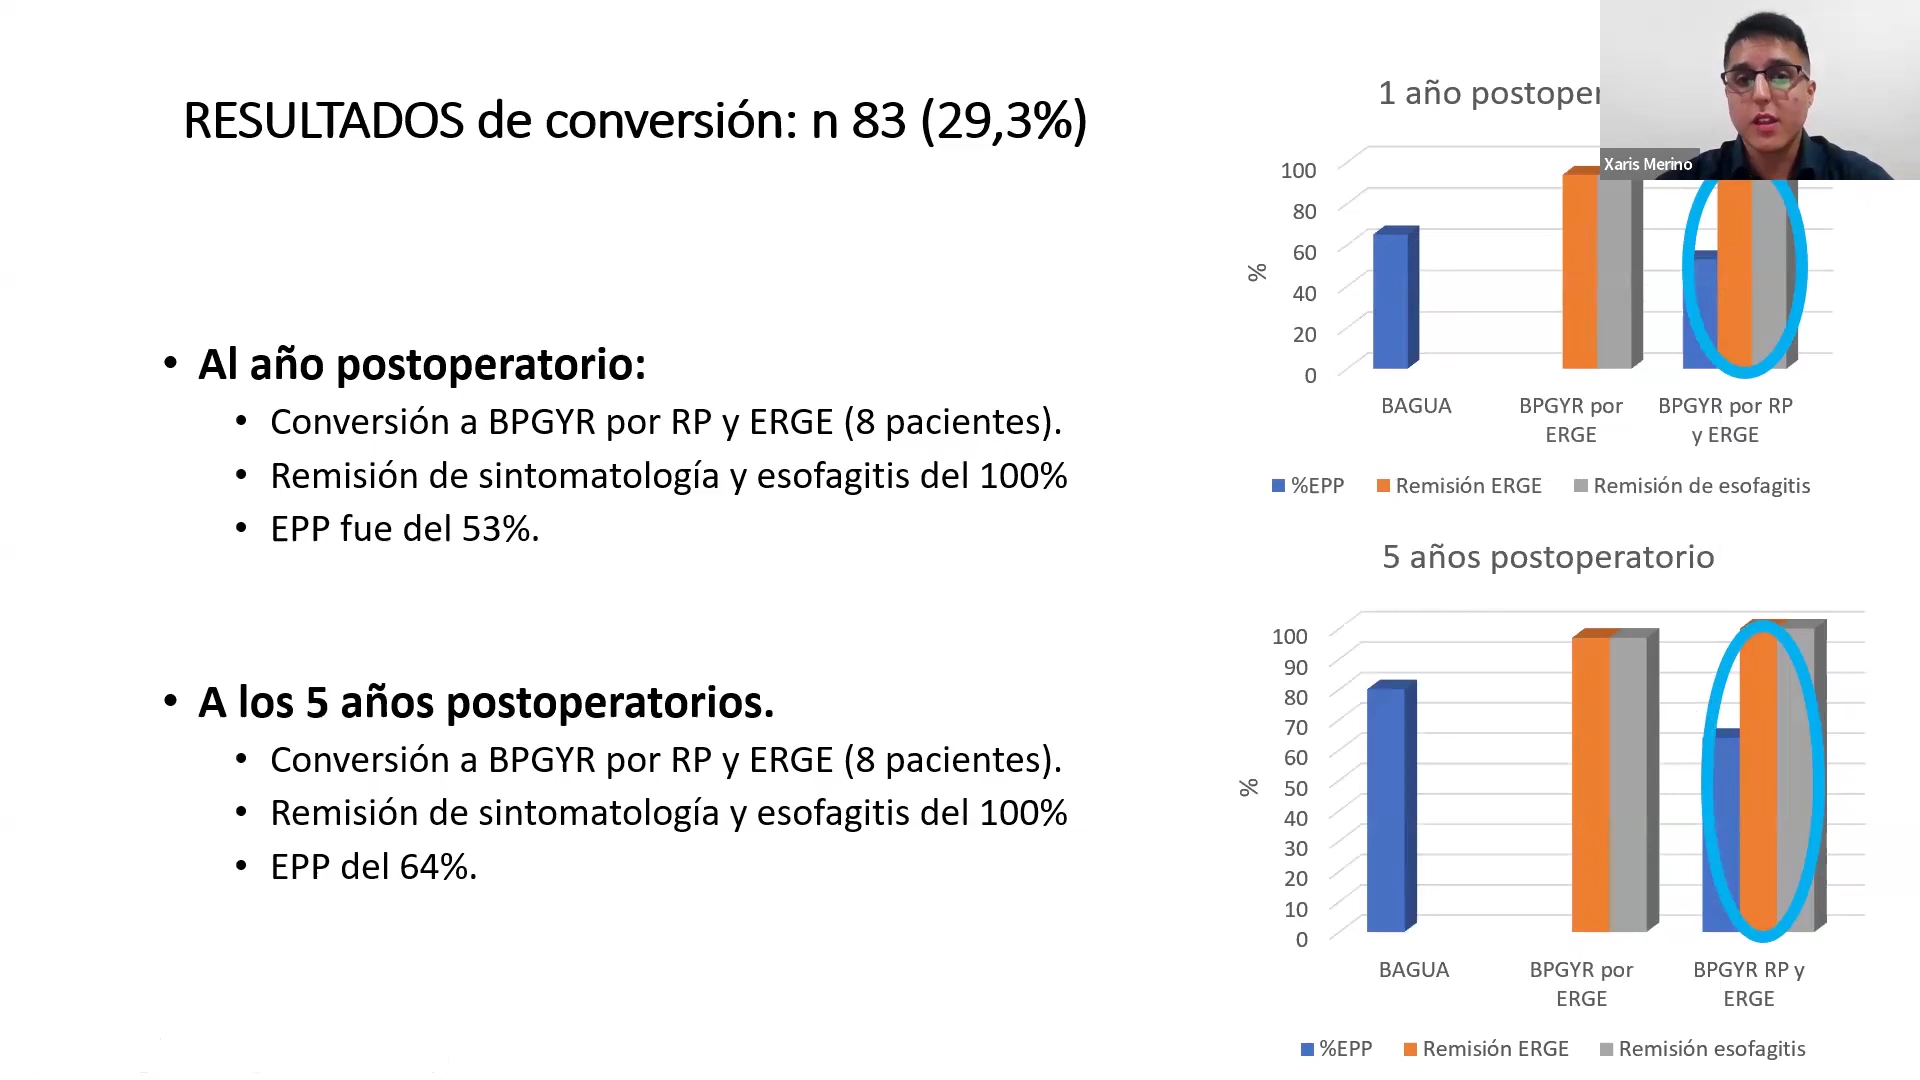 RESULTADOS de conversión: n 83 (29,3%)
• Al año postoperatorio:
• Conversión a BPGYR por RP y ERGE (8 pacientes).
• Remisión de sintomatología y esofagitis del 100%
• EPP fue del 53%.
• A los 5 años postoperatorios.
• Conversión a BPGYR por RP y ERGE (8 pacientes).
• Remisión de sintomatología y esofagitis del 100%
• EPP del 64%.
1 año postoper
Xaris Merino
100
80
60
40
20
0
%
BAGUA
BPGYR por
ERGE
BPGYR por RP
y ERGE
%EPP Remisión ERGE Remisión de esofagitis
5 años postoperatorio
100
90
80
70
60
50
40
30
20
10
0
%
BAGUA
BPGYR por
ERGE
BPGYR RP y
ERGE
%EPP Remisión ERGE Remisión esofagitis